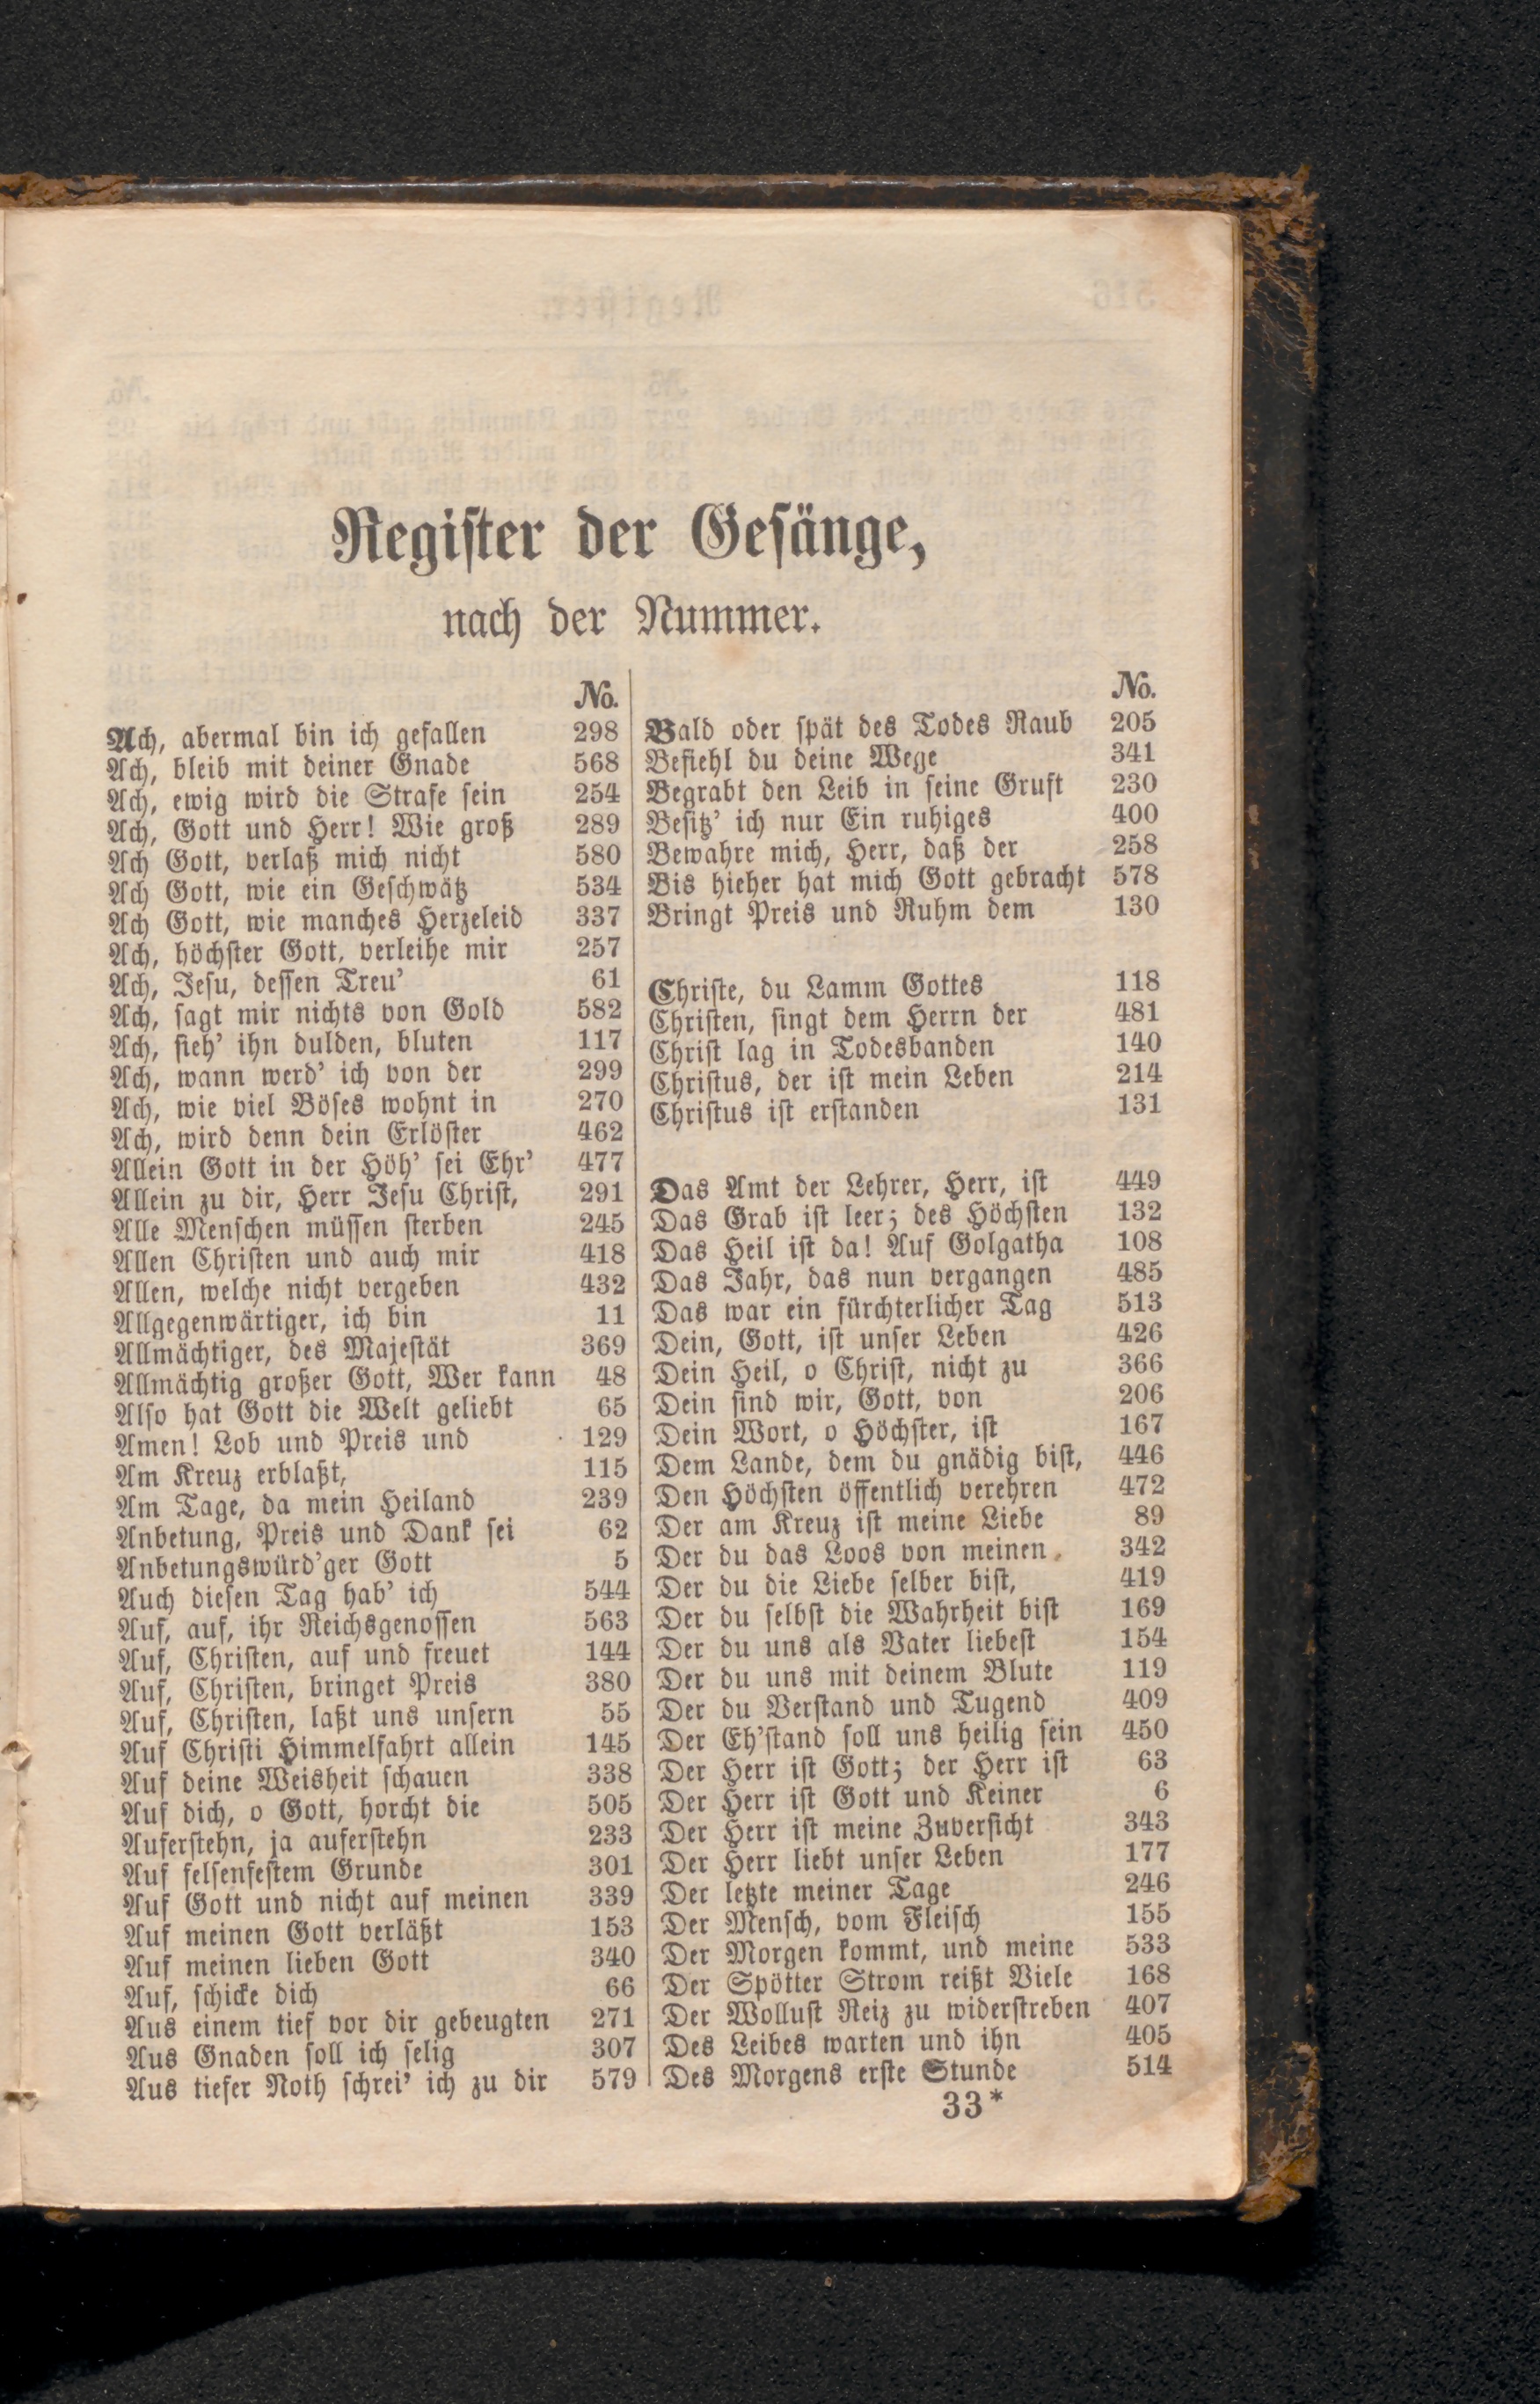 Register der Gesänge,
nach der Nummer.
No.
Ach, abermal bin ich gefallen 298
Ach, bleib mit deiner Gnade 568
Ach, ewig wird die Strafe sein 254
Ach, Gott und Herr! Wie groß 289
Ach Gott, verlaß mich nicht 580
Ach Gott, wie ein Geschwätz 534
Ach Gott, wie manches Herzeleid 337
Ach, höchster Gott, verleihe mir 257
Ach, Jesu, dessen Treu' 61
Ach, sagt mir nichts von Gold 582
Ach, sieh' ihn dulden, bluten 117
Ach, wann werd' ich von der 299
Ach, wie viel Böses wohnt in 270
Ach, wird denn dein Erlöster 462
Allein Gott in der Höh' sei Ehr' 477
Allein zu dir, Herr Jesu Christ, 291
Alle Menschen müssen sterben 245
Allen Christen und auch mir 418
Allen, welche nicht vergeben 432
Allgegenwärtiger, ich bin 11
Allmächtiger, des Majestät 369
Allmächtig großer Gott, Wer kann 48
Also hat Gott die Welt geliebt 65
Amen! Lob und Preis und 129
Am Kreuz erblaßt, 115
Am Tage, da mein Heiland 239
Anbetung, Preis und Dank sei 62
Anbetungswürd'ger Gott 5
Auch diesen Tag hab' ich 544
Auf, auf, ihr Reichsgenossen 563
Auf, Christen, auf und freuet 144
Auf, Christen, bringet Preis 380
Auf, Christen, laßt uns unsern 55
Auf Christi Himmelfahrt allein 145
Auf deine Weisheit schauen 338
Auf dich, o Gott, horcht die 505
Auferstehn, ja auferstehn 233
Auf felsenfestem Grunde 301
Auf Gott und nicht auf meinen 339
Auf meinen Gott verläßt 153
Auf meinen lieben Gott 340
Auf, schicke dich 66
Aus einem tief vor dir gebeugten 271
Aus Gnaden soll ich selig 307
Aus tiefer Noth schrei' ich zu dir 579
No.
Bald oder spät des Todes Raub 205
Befiehl du deine Wege 341
Begrabt den Leib in seine Gruft 230
Besitz' ich nur Ein ruhiges 400
Bewahre mich, Herr, daß der 258
Bis hieher hat mich Gott gebracht 578
Bringt Preis und Ruhm dem 130
Christe, du Lamm Gottes 118
Christen, singt dem Herrn der 481
Christ lag in Todesbanden 140
Christus, der ist mein Leben 214
Christus ist erstanden 131
Das Amt der Lehrer, Herr, ist 449
Das Grab ist leer; des Höchsten 132
Das Heil ist da! Auf Golgatha 108
Das Jahr, das nun vergangen 485
Das war ein fürchterlicher Tag 513
Dein, Gott, ist unser Leben 426
Dein Heil, o Christ, nicht zu 366
Dein sind wir, Gott, von 206
Dein Wort, o Höchster, ist 167
Dem Lande, dem du gnädig bist, 446
Den Höchsten öffentlich verehren 472
Der am Kreuz ist meine Liebe 89
Der du das Loos von meinen 342
Der du die Liebe selber bist, 419
Der du selbst die Wahrheit bist 169
Der du uns als Vater liebest 154
Der du uns mit deinem Blute 119
Der du Verstand und Tugend 409
Der Eh'stand soll uns heilig sein 450
Der Herr ist Gott; der Herr ist 63
Der Herr ist Gott und Keiner 6
Der Herr ist meine Zuversicht 343
Der Herr liebt unser Leben 177
Der letzte meiner Tage 246
Der Mensch, vom Fleisch 155
Der Morgen kommt, und meine 533
Der Spötter Strom reißt Viele 168
Der Wollust Reiz zu widerstreben 407
Des Leibes warten und ihn 405
Des Morgens erste Stunde 514
33*